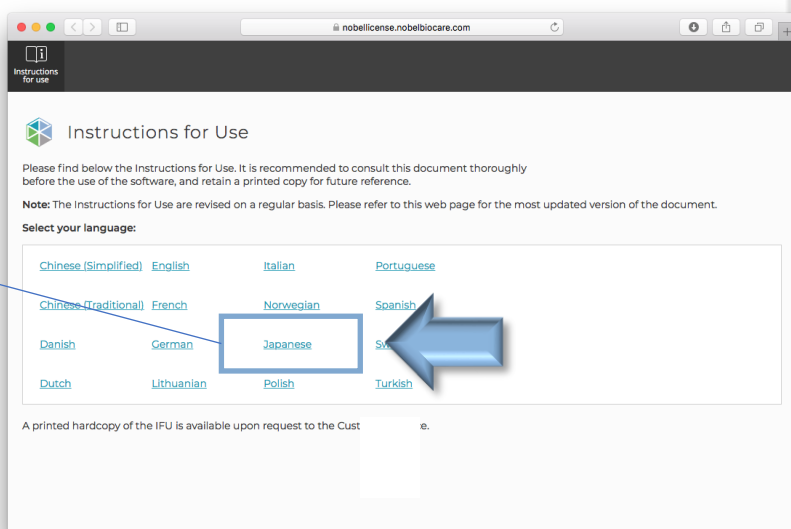 nobellicense.nobelbiocare.com
Instructions
for use
Instructions for Use
Please find below the Instructions for Use. It is recommended to consult this document thoroughly
before the use of the software, and retain a printed copy for future reference.
Note: The Instructions for Use are revised on a regular basis. Please refer to this web page for the most updated version of the document.
Select your language:
Chinese (Simplified) English Italian Portuguese
Chinese (Traditional) French Norwegian Spanish
Danish German Japanese
Dutch Lithuanian Polish Turkish
A printed hardcopy of the IFU is available upon request to the